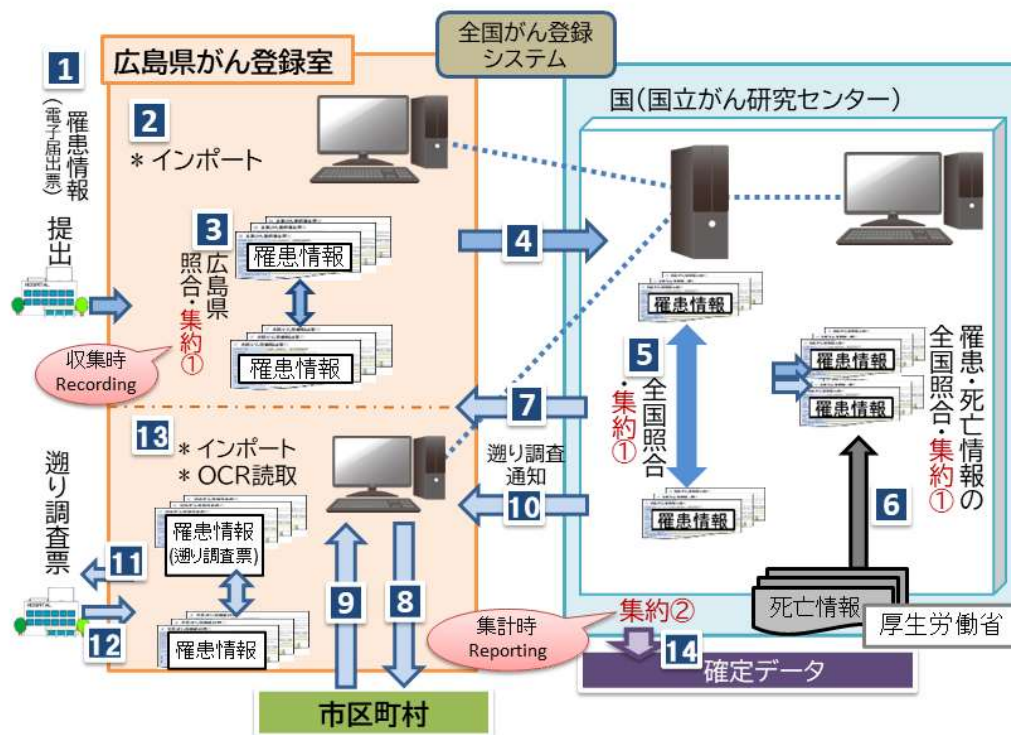 全国がん登録
システム
広島県がん登録室
国(国立がん研究センター)
1
罹患情報
(電子届出票)
提出
HOSPITAL
2
*インポート
3
広島県
照合・集約①
罹患情報
罹患情報
収集時
Recording
4
罹患情報
5
全国照合
・集約①
罹患情報
罹患情報
罹患情報
罹患・死亡情報の
全国照合・集約①
6
死亡情報
厚生労働省
7
遡り調査
通知
10
13
*インポート
*OCR読取
罹患情報
(遡り調査票)
罹患情報
遡り調査票
11
HOSPITAL
12
9
8
市区町村
集計時
Reporting
集約②
14
確定データ